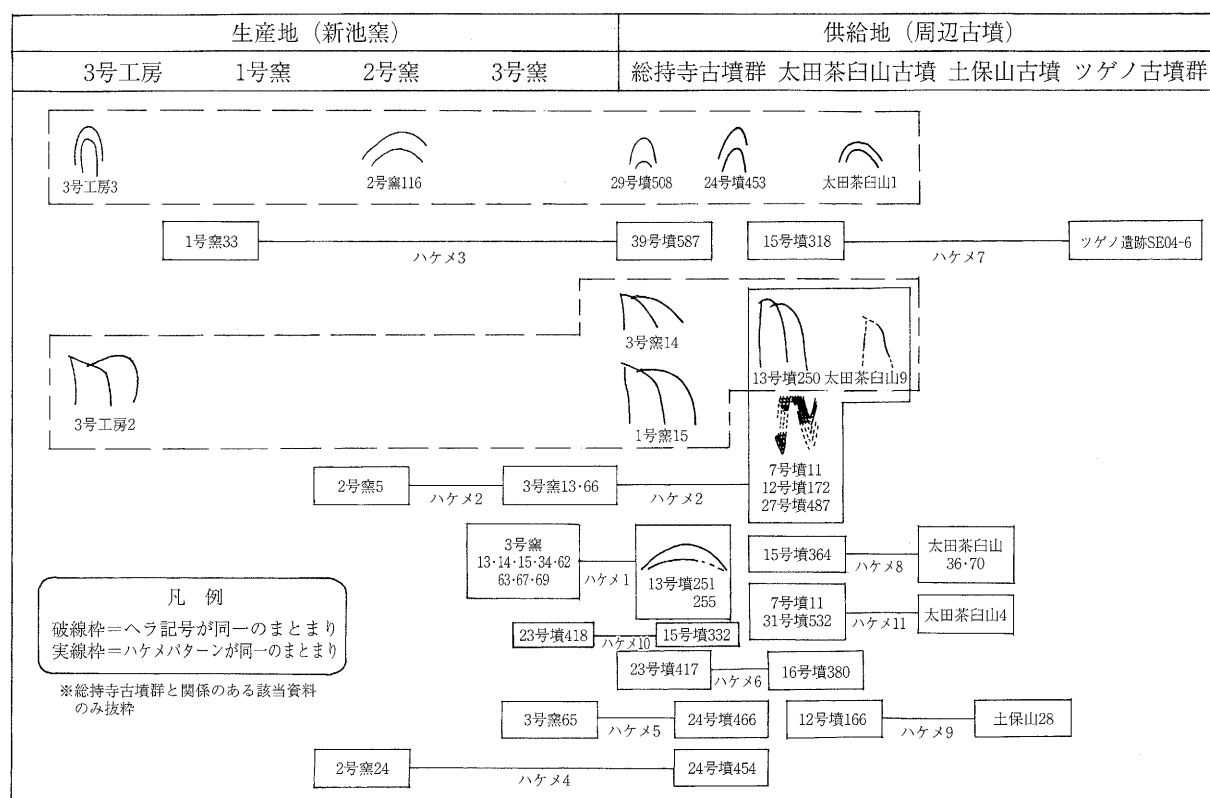 生産地（新池窯）
供給地（周辺古墳）
3号工房 1号窯 2号窯 3号窯
総持寺古墳群 太田茶臼山古墳 土保山古墳 ツゲノ古墳群
3号工房3
2号窯116
29号墳508
24号墳453
太田茶臼山1
1号窯33
ハケメ3
39号墳587
15号墳318
ハケメ7
ツゲノ遺跡SE04-6
3号窯14
13号墳250
太田茶臼山9
3号工房2
1号窯15
7号墳11
12号墳172
27号墳487
2号窯5
ハケメ2
3号窯13・66
ハケメ2
3号窯
13・14・15・34・62
63・67・69
ハケメ1
13号墳251
255
15号墳364
ハケメ8
太田茶臼山
36・70
7号墳11
31号墳532
ハケメ11
太田茶臼山4
23号墳418
ハケメ10
15号墳332
23号墳417
ハケメ6
16号墳380
3号窯65
ハケメ5
24号墳466
12号墳166
ハケメ9
土保山28
2号窯24
ハケメ4
24号墳454
凡 例
破線枠＝ヘラ記号が同一のまとまり
実線枠＝ハケメパターンが同一のまとまり
※総持寺古墳群と関係のある該当資料
のみ抜粋